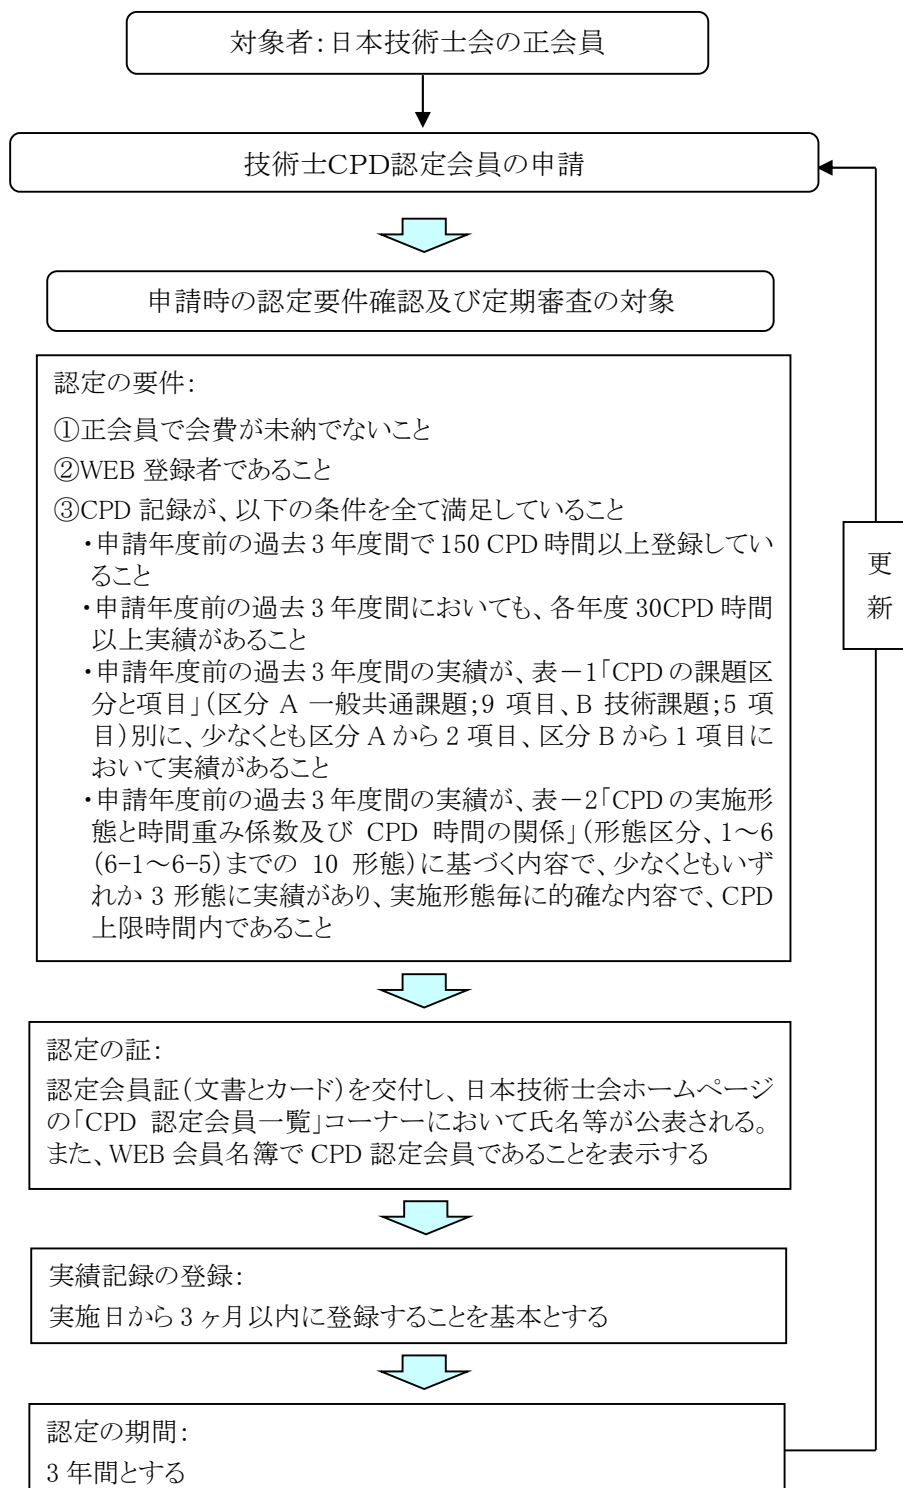 対象者：日本技術士会の正会員
技術士CPD認定会員の申請
申請時の認定要件確認及び定期審査の対象
認定の要件：
①正会員で会費が未納でないこと
②WEB 登録者であること
③CPD 記録が、以下の条件を全て満足していること
・申請年度前の過去 3 年度間で 150 CPD 時間以上登録してい
ること
・申請年度前の過去 3 年度間においても、各年度 30CPD 時間
以上実績があること
・申請年度前の過去 3 年度間の実績が、表－1「CPD の課題区
分と項目」（区分 A 一般共通課題；9 項目、B 技術課題；5 項
目）別に、少なくとも区分 A から 2 項目、区分 B から 1 項目に
おいて実績があること
・申請年度前の過去 3 年度間の実績が、表－2「CPD の実施形
態と時間重み係数及び CPD 時間の関係」（形態区分、1～6
(6-1～6-5)までの 10 形態）に基づく内容で、少なくともいず
れか 3 形態に実績があり、実施形態毎に的確な内容で、CPD
上限時間内であること
更
新
認定の証：
認定会員証（文書とカード）を交付し、日本技術士会ホームページ
の「CPD 認定会員一覧」コーナーにおいて氏名等が公表される。
また、WEB 会員名簿で CPD 認定会員であることを表示する
実績記録の登録：
実施日から 3 ヶ月以内に登録することを基本とする
認定の期間：
3 年間とする